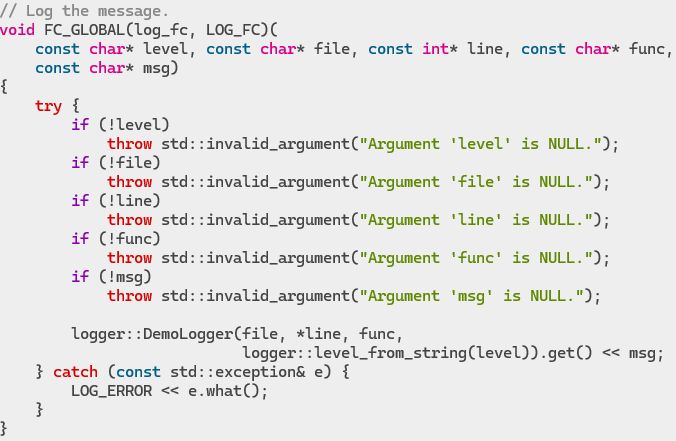 // Log the message.
void FC_GLOBAL(log_fc, LOG_FC)(
    const char* level, const char* file, const int* line, const char* func,
    const char* msg)
{
    try {
        if (!level)
            throw std::invalid_argument("Argument 'level' is NULL.");
        if (!file)
            throw std::invalid_argument("Argument 'file' is NULL.");
        if (!line)
            throw std::invalid_argument("Argument 'line' is NULL.");
        if (!func)
            throw std::invalid_argument("Argument 'func' is NULL.");
        if (!msg)
            throw std::invalid_argument("Argument 'msg' is NULL.");

        logger::DemoLogger(file, *line, func,
                           logger::level_from_string(level)).get() << msg;
    } catch (const std::exception& e) {
        LOG_ERROR << e.what();
    }
}